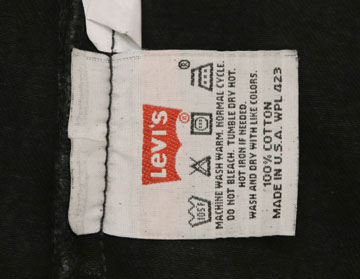 LEVI'S
®
105F
®
MACHINE WASH WARM. NORMAL CYCLE.
DO NOT BLEACH. TUMBLE DRY HOT.
HOT IRON IF NEEDED.
WASH AND DRY WITH LIKE COLORS.
100% COTTON
MADE IN U.S.A. WPL 423